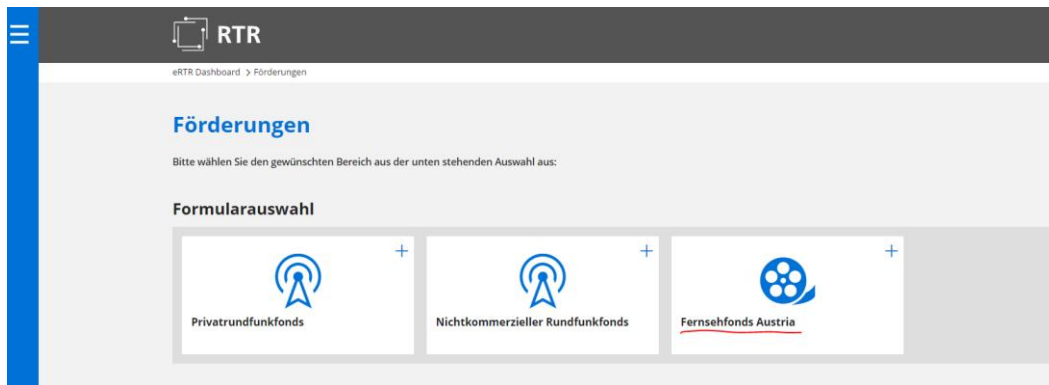 RTR
eRTR Dashboard > Förderungen
Förderungen
Bitte wählen Sie den gewünschten Bereich aus der unten stehenden Auswahl aus:
Formularauswahl
Privatrundfunkfonds
Nichtkommerzieller Rundfunkfonds
Fernsehfonds Austria